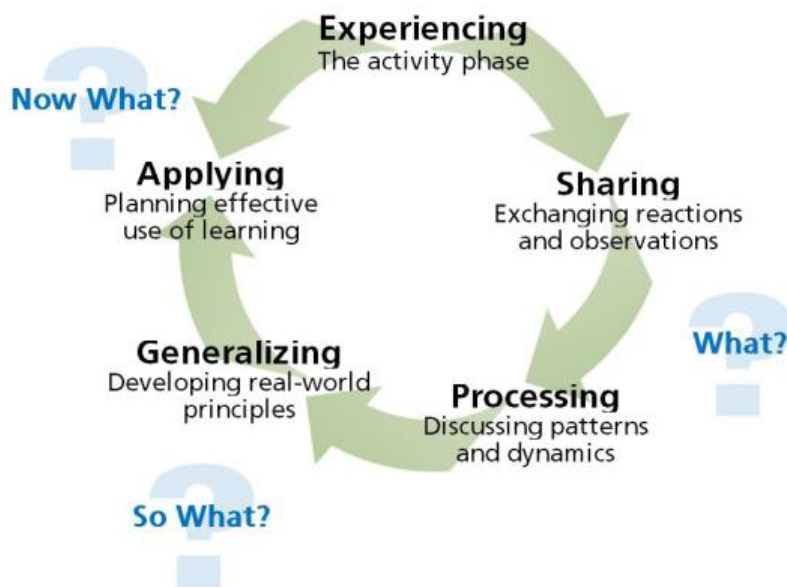 Experiencing
The activity phase
Now What?
Applying
Planning effective
use of learning
Sharing
Exchanging reactions
and observations
What?
Generalizing
Developing real-world
principles
Processing
Discussing patterns
and dynamics
So What?